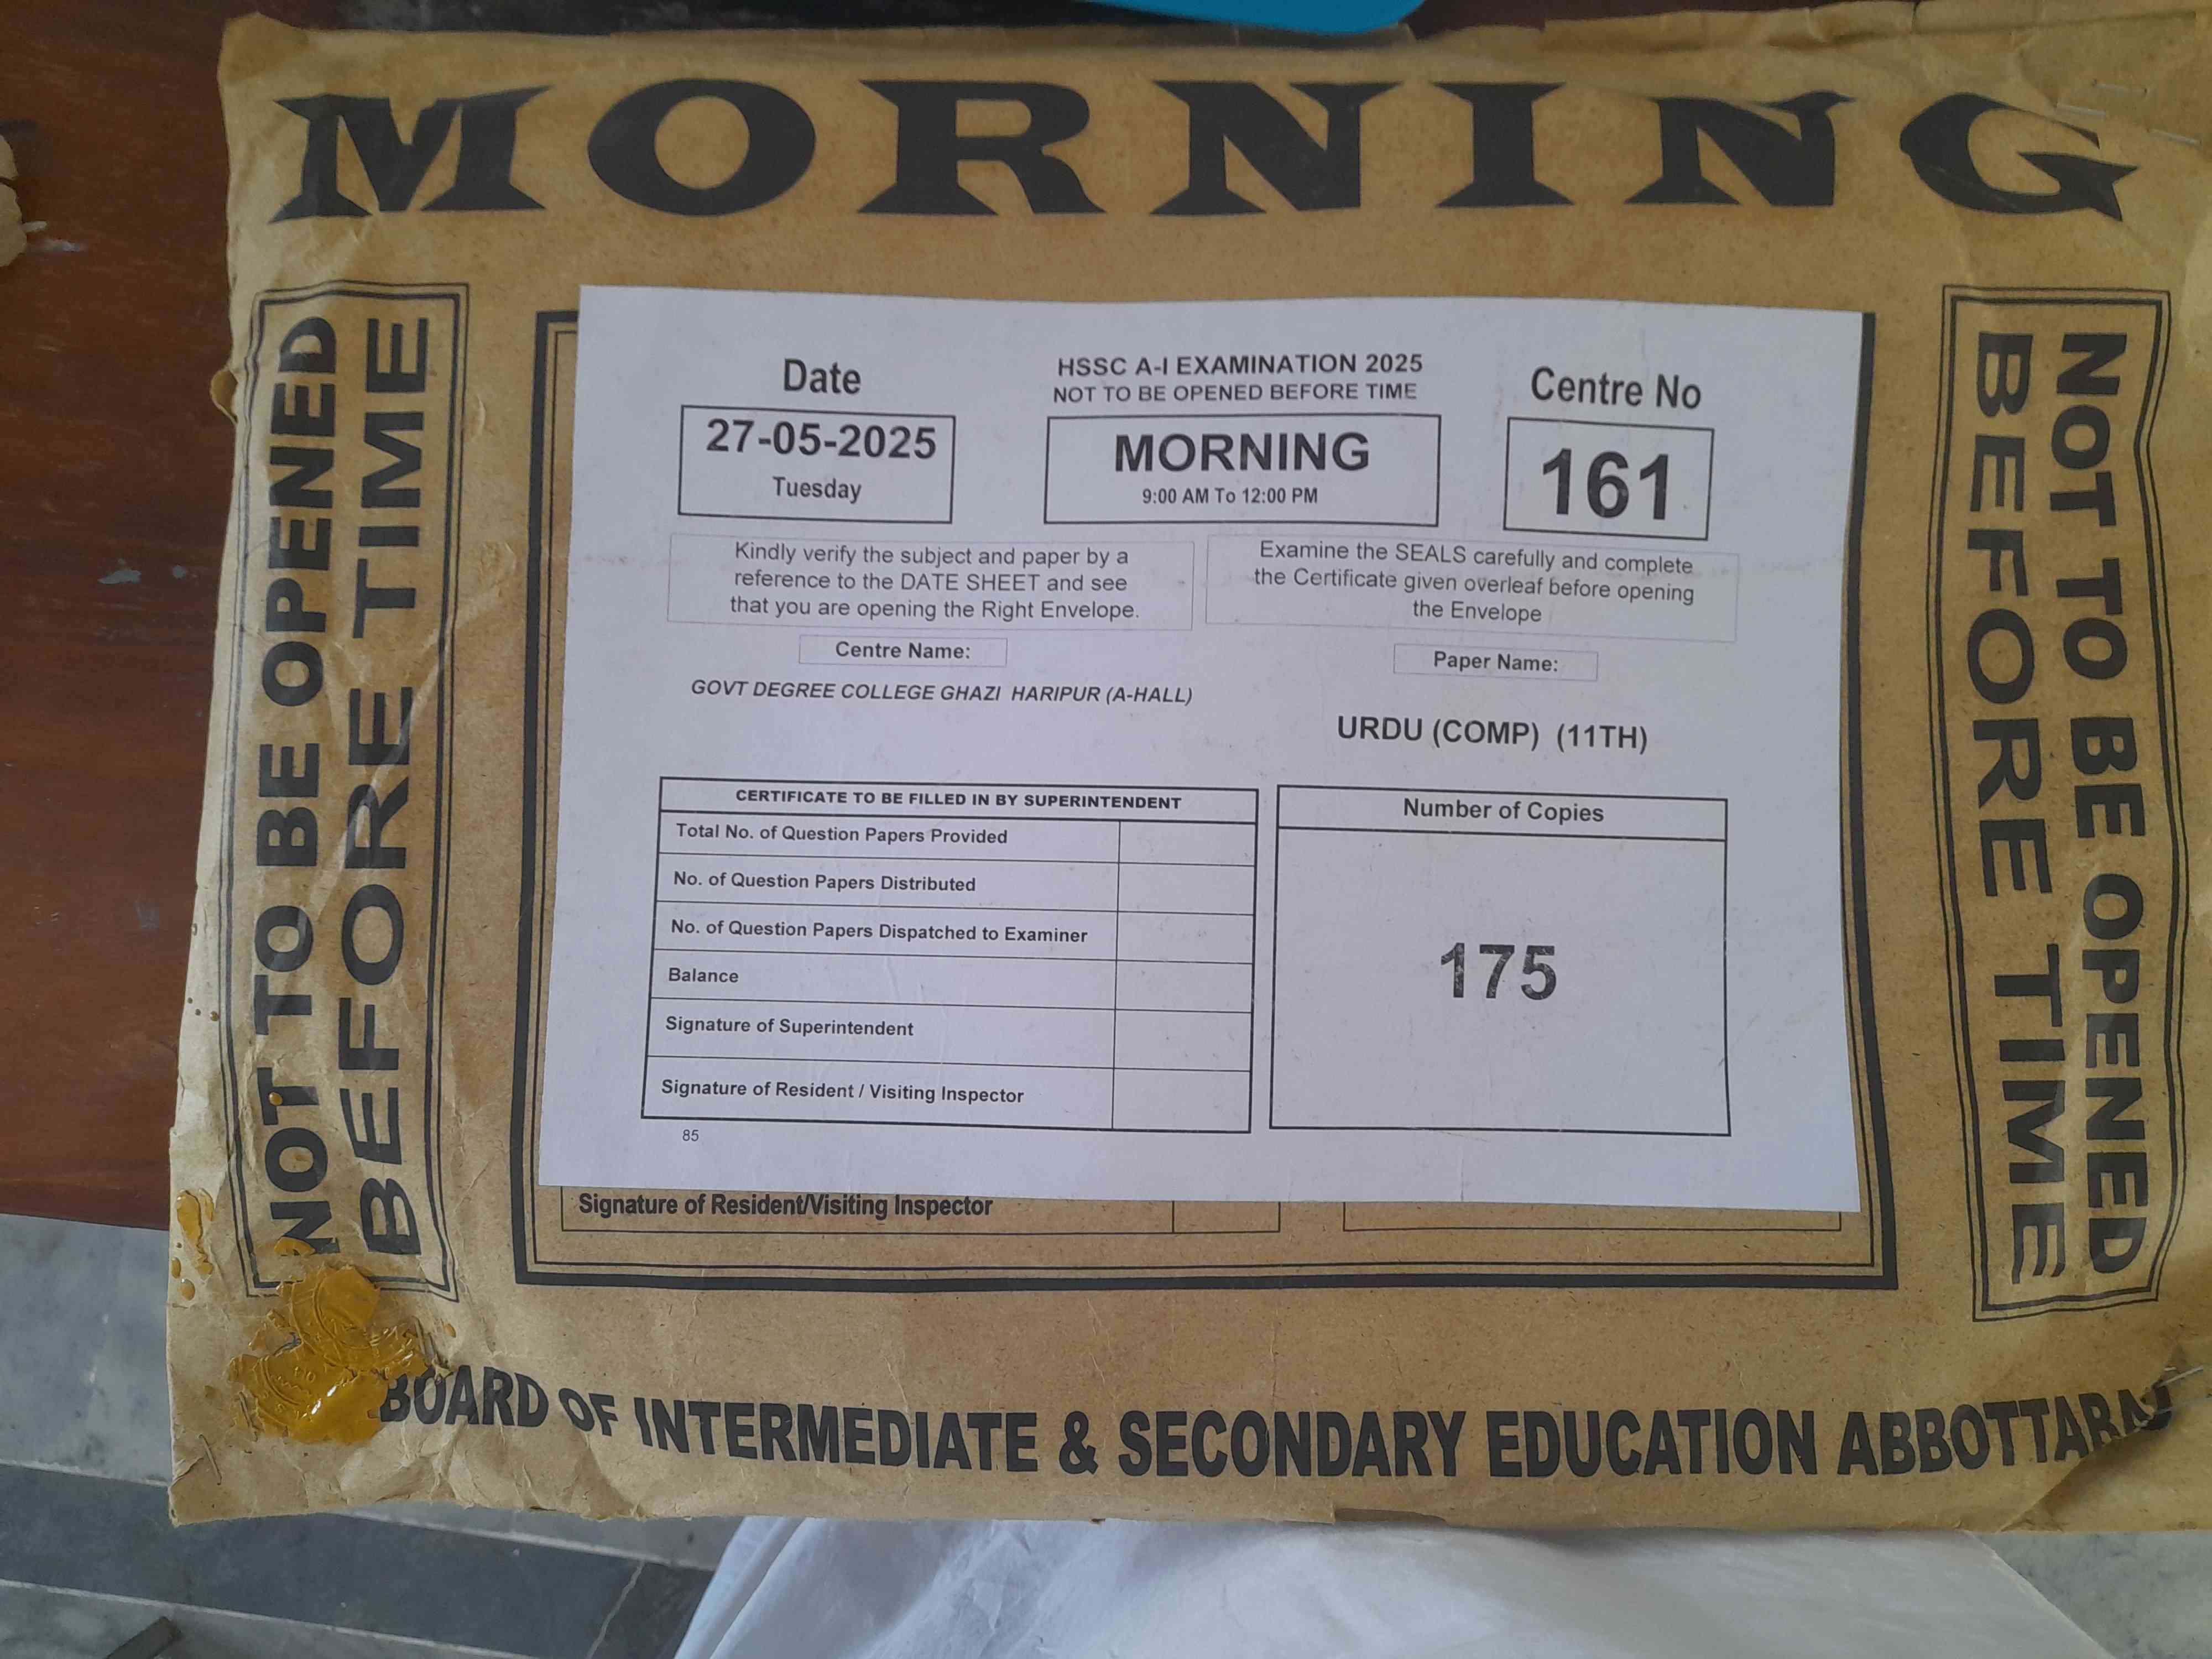 MORNING
NOT TO BE OPENED
BEFORE TIME
Date
27-05-2025
Tuesday
HSSC A-I EXAMINATION 2025
NOT TO BE OPENED BEFORE TIME
MORNING
9:00 AM To 12:00 PM
Centre No
161
Kindly verify the subject and paper by a
reference to the DATE SHEET and see
that you are opening the Right Envelope.
Examine the SEALS carefully and complete
the Certificate given overleaf before opening
the Envelope
Centre Name:
GOVT DEGREE COLLEGE GHAZI HARIPUR (A-HALL)
Paper Name:
URDU (COMP) (11TH)
CERTIFICATE TO BE FILLED IN BY SUPERINTENDENT
Total No. of Question Papers Provided
No. of Question Papers Distributed
No. of Question Papers Dispatched to Examiner
Balance
Signature of Superintendent
Signature of Resident / Visiting Inspector
Number of Copies
175
85
Signature of Resident/Visiting Inspector
NOT TO BE OPENED
BEFORE TIME
BOARD OF INTERMEDIATE & SECONDARY EDUCATION ABBOTTABAD